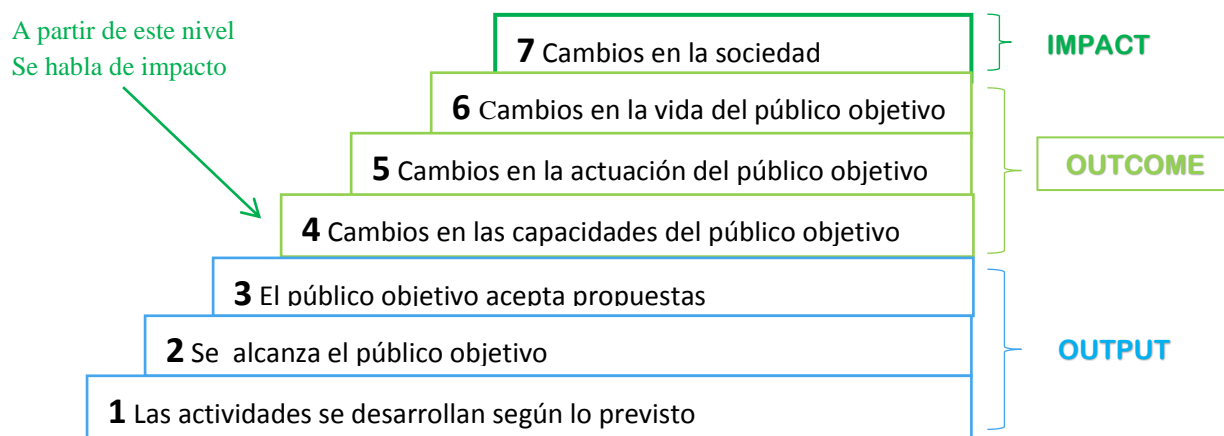 A partir de este nivel
Se habla de impacto
7 Cambios en la sociedad
IMPACT
6 Cambios en la vida del público objetivo
5 Cambios en la actuación del público objetivo
OUTCOME
4 Cambios en las capacidades del público objetivo
3 El público objetivo acepta propuestas
2 Se alcanza el público objetivo
OUTPUT
1 Las actividades se desarrollan según lo previsto